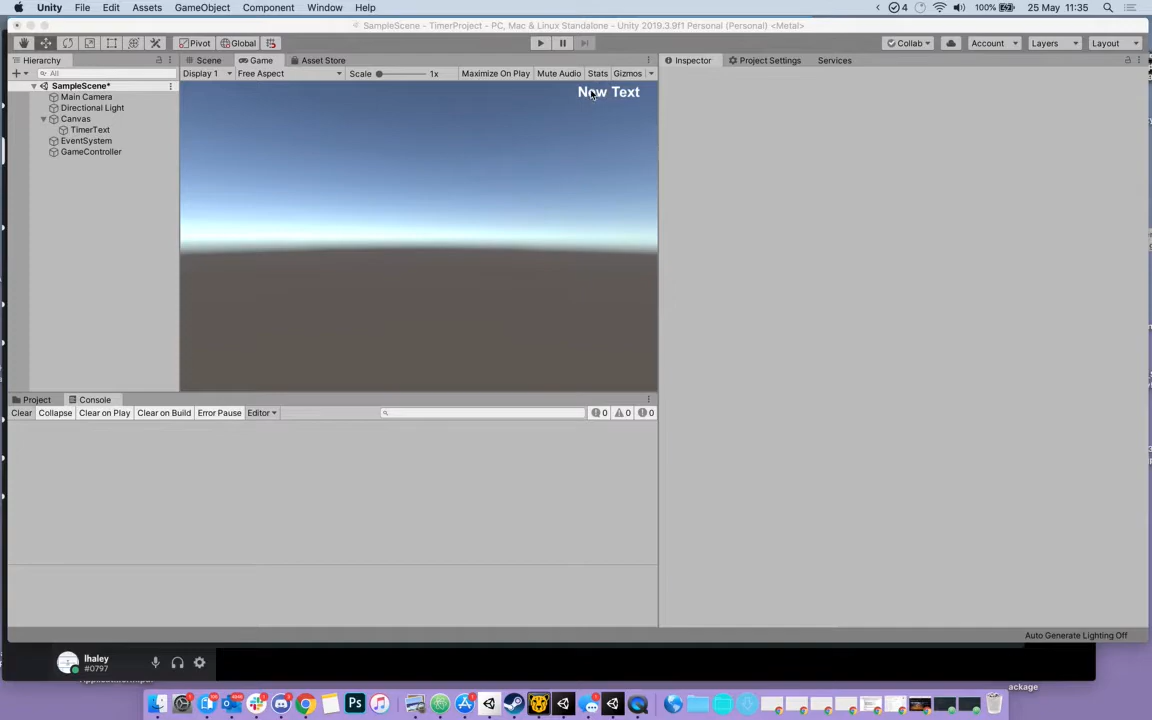 Unity File Edit Assets GameObject Component Window Help 4 100% 25 May 11:35
SampleScene - TimerProject - PC, Mac & Linux Standalone - Unity 2019.3.9f1 Personal (Personal) <Metal>
Pivot Global Collab Account Layers Layout
Hierarchy Scene Game Asset Store Inspector Project Settings Services
All Display 1 Free Aspect Scale 1x Maximize On Play Mute Audio Stats Gizmos
SampleScene*
New Text
Main Camera
Directional Light
Canvas
TimerText
EventSystem
GameController
Project Console
Clear Collapse Clear on Play Clear on Build Error Pause Editor 0 0 0
Auto Generate Lighting Off
lhaley
#0797
ackage